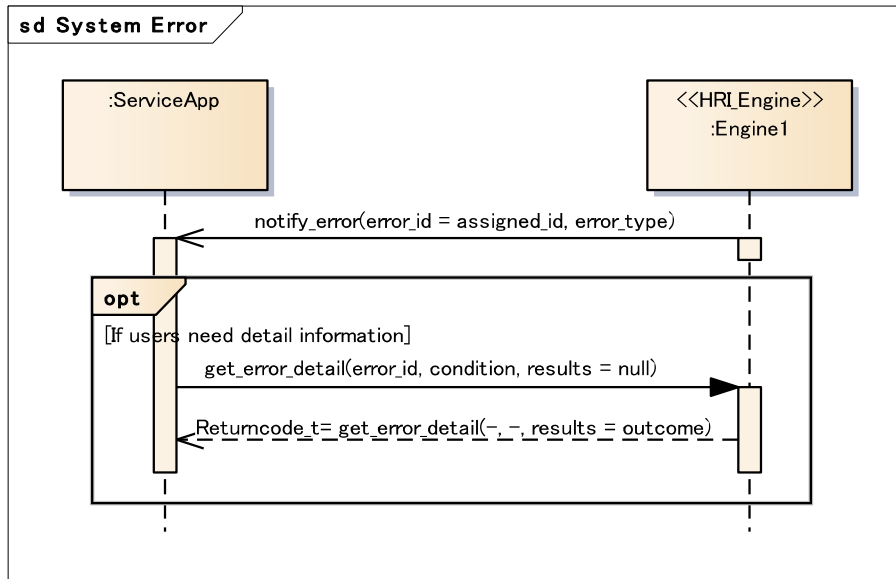 sd System Error
:ServiceApp
<<HRI_Engine>>
:Engine1
notify_error(error_id = assigned_id, error_type)
opt
[If users need detail information]
get_error_detail(error_id, condition, results = null)
Returncode_t= get_error_detail(-, -, results = outcome)